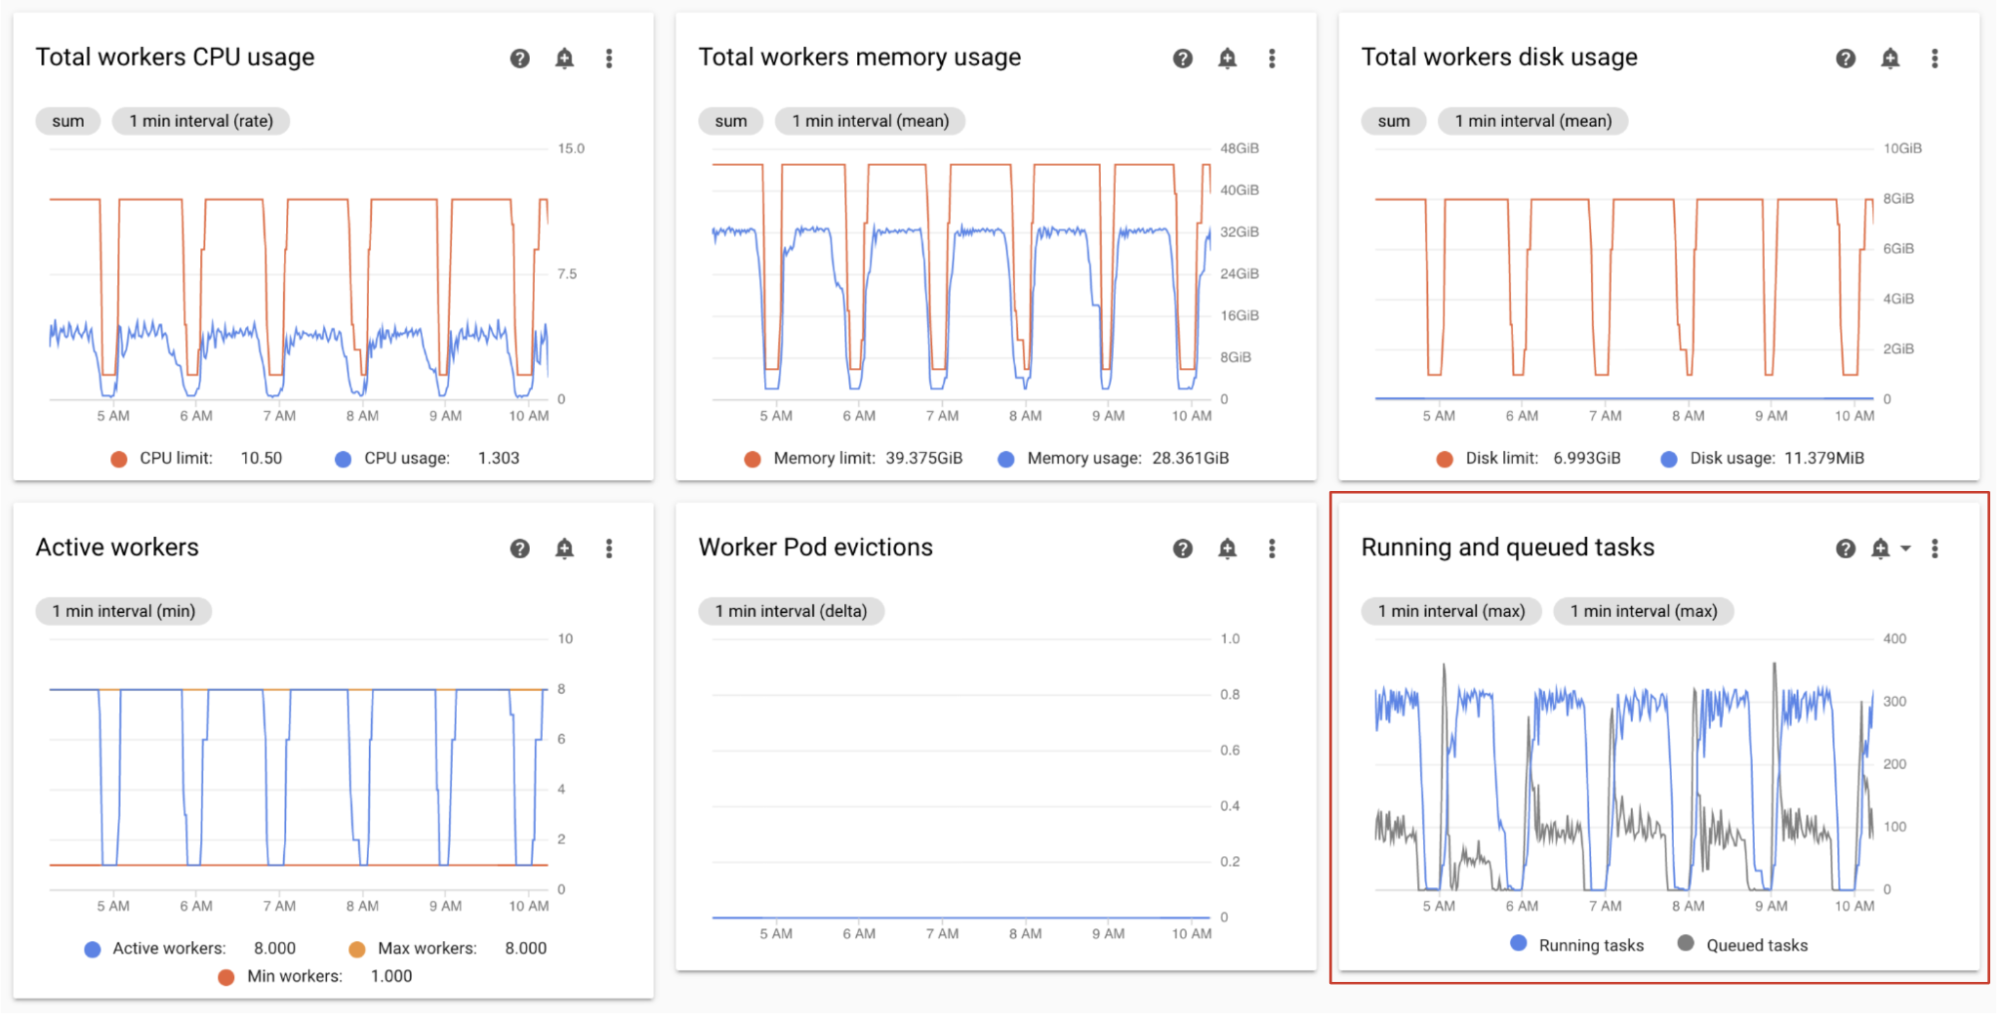 Total workers CPU usage
sum 1 min interval (rate)
15.0
7.5
0
5 AM 6 AM 7 AM 8 AM 9 AM 10 AM
CPU limit: 10.50 CPU usage: 1.303
Total workers memory usage
sum 1 min interval (mean)
48GiB
40GiB
32GiB
24GiB
16GiB
8GiB
0
5 AM 6 AM 7 AM 8 AM 9 AM 10 AM
Memory limit: 39.375GiB Memory usage: 28.361GiB
Total workers disk usage
sum 1 min interval (mean)
10GiB
8GiB
6GiB
4GiB
2GiB
0
5 AM 6 AM 7 AM 8 AM 9 AM 10 AM
Disk limit: 6.993GiB Disk usage: 11.379MiB
Active workers
1 min interval (min)
10
8
6
4
2
0
5 AM 6 AM 7 AM 8 AM 9 AM 10 AM
Active workers: 8.000 Max workers: 8.000
Min workers: 1.000
Worker Pod evictions
1 min interval (delta)
1.0
0.8
0.6
0.4
0.2
0
5 AM 6 AM 7 AM 8 AM 9 AM 10 AM
Running and queued tasks
1 min interval (max) 1 min interval (max)
400
300
200
100
0
5 AM 6 AM 7 AM 8 AM 9 AM 10 AM
Running tasks Queued tasks